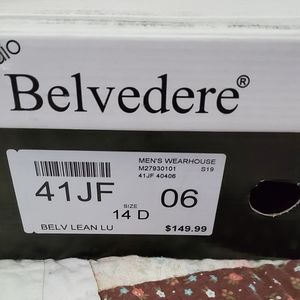 Belvedere®
MEN'S WEARHOUSE
M27930101 S19
41JF 40406
41JF 06
SIZE
14 D
BELV LEAN LU $149.99